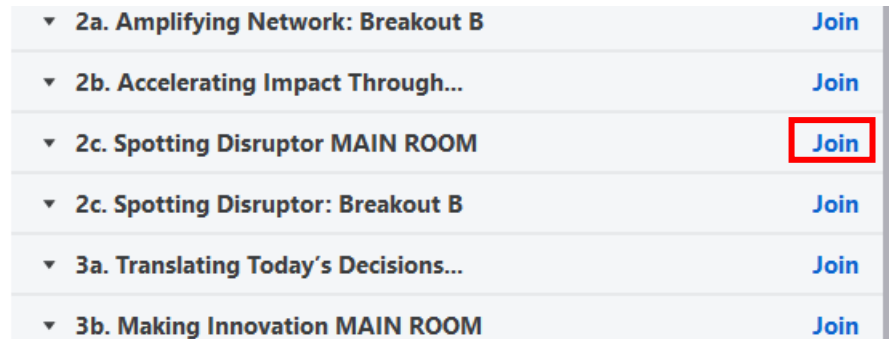 2a. Amplifying Network: Breakout B Join
2b. Accelerating Impact Through... Join
2c. Spotting Disruptor MAIN ROOM Join
2c. Spotting Disruptor: Breakout B Join
3a. Translating Today’s Decisions... Join
3b. Making Innovation MAIN ROOM Join